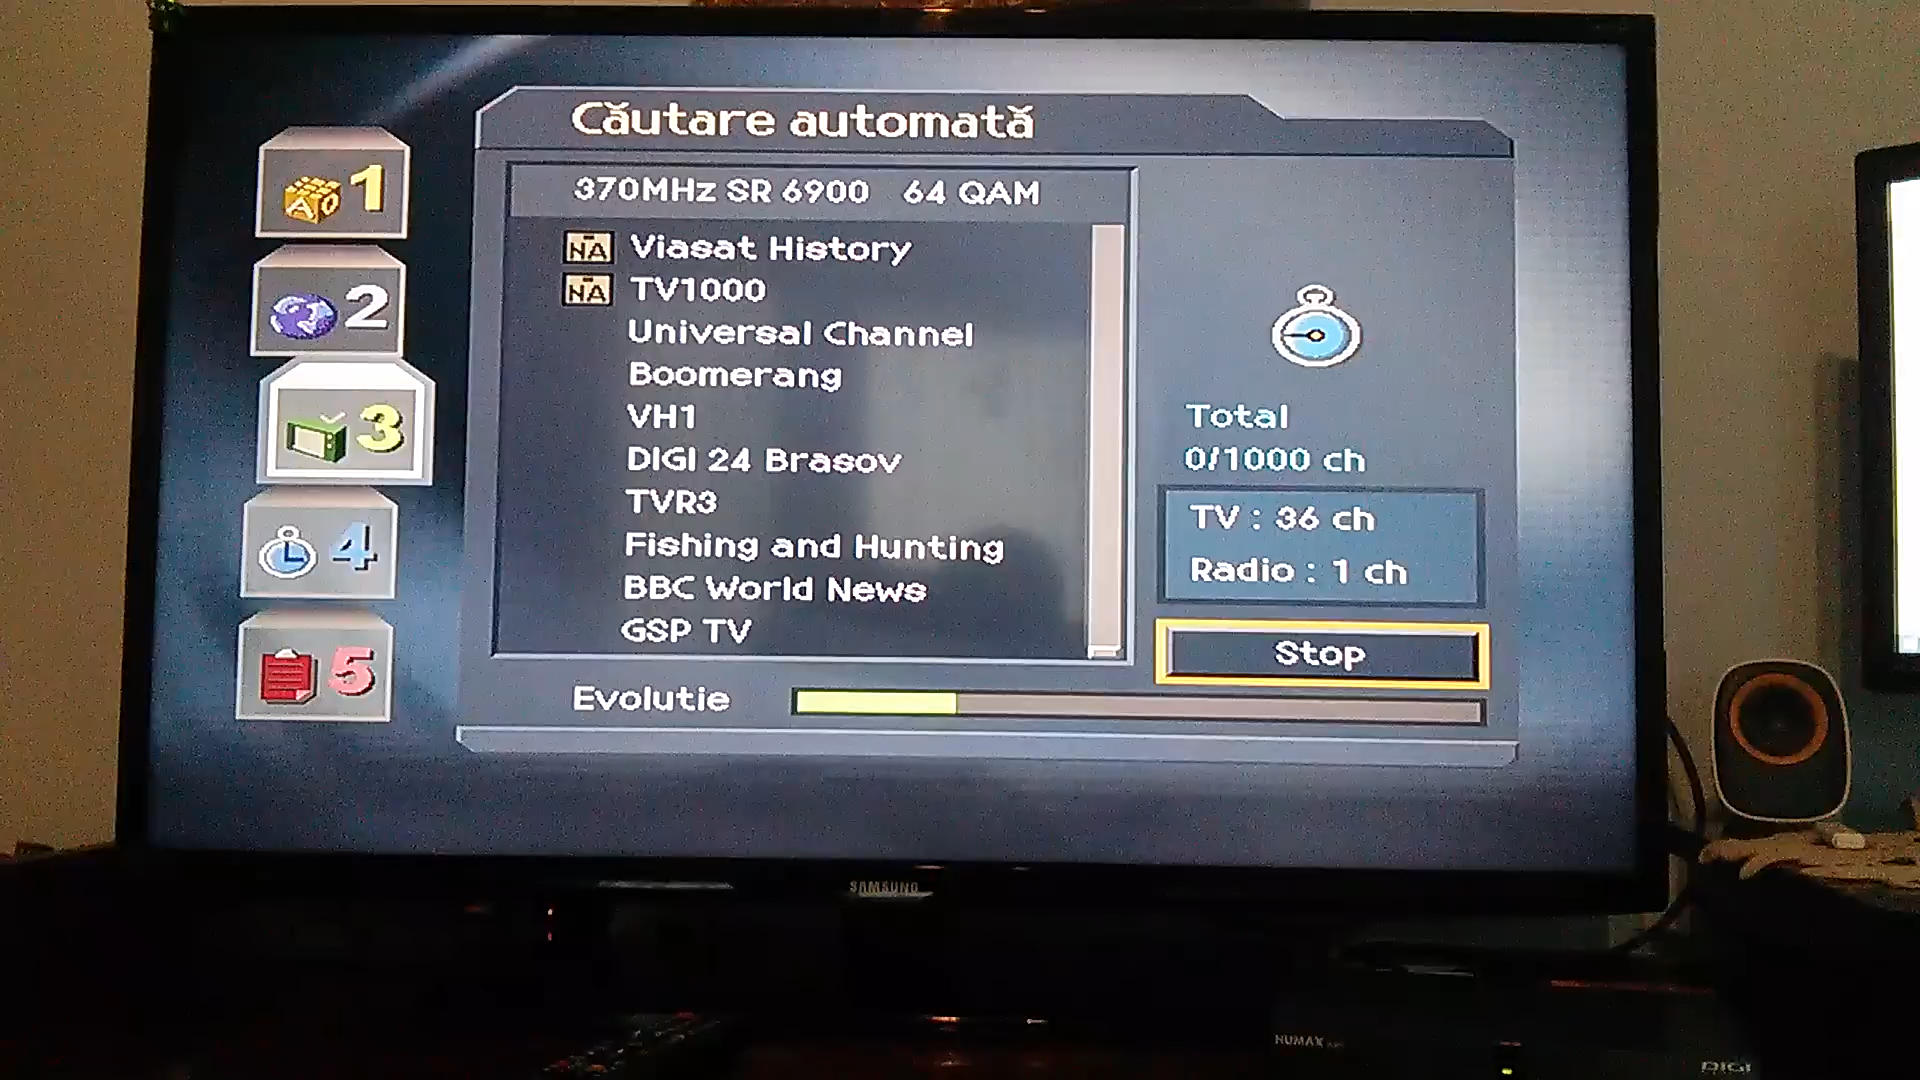 Căutare automată
370MHz SR 6900 64 QAM
NA Viasat History
NA TV1000
Universal Channel
Boomerang
VH1
DIGI 24 Brasov
TVR3
Fishing and Hunting
BBC World News
GSP TV
Evolutie
1
A 0
2
3
4
5
Total
0/1000 ch
TV : 36 ch
Radio : 1 ch
Stop
SAMSUNG
HUMAX
DIGI